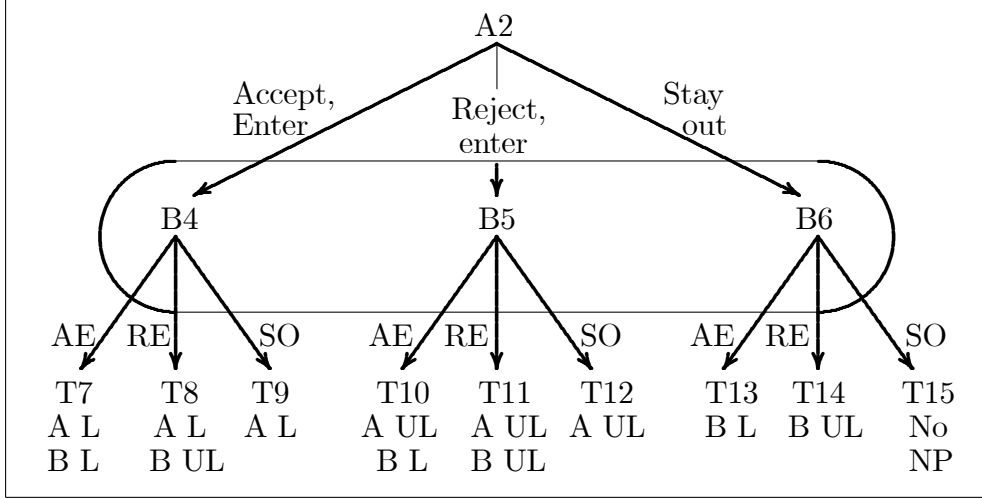 A2
Accept,
Enter
Reject,
enter
Stay
out
B4
B5
B6
AE RE SO
AE RE SO
AE RE SO
T7 T8 T9 T10 T11 T12 T13 T14 T15
A L A L A L A UL A UL A UL B L B UL No
B L B UL B L B UL NP